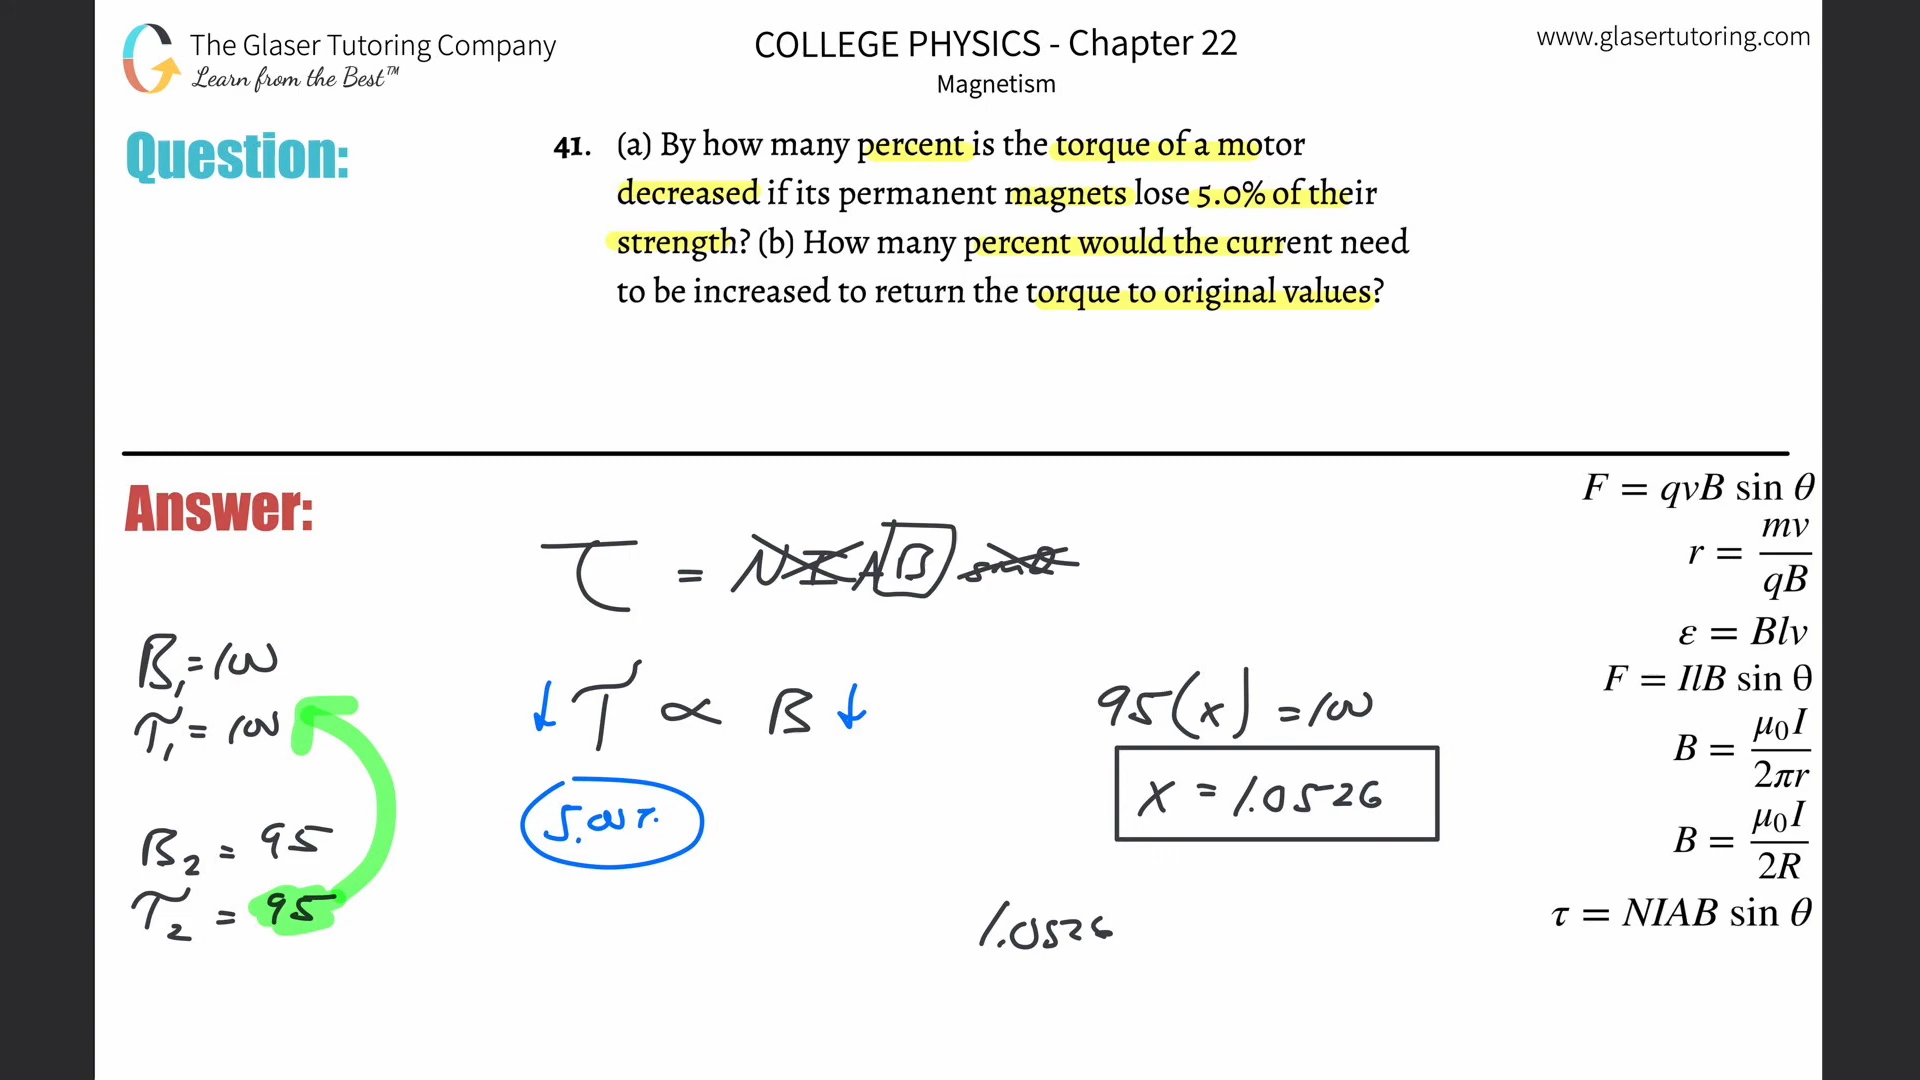 The Glaser Tutoring Company
Learn from the Best™
COLLEGE PHYSICS - Chapter 22
Magnetism
www.glasertutoring.com
Question:
41. (a) By how many percent is the torque of a motor
decreased if its permanent magnets lose 5.0% of their
strength? (b) How many percent would the current need
to be increased to return the torque to original values?
Answer:
τ = NIAB sinθ
B₁ = 100
τ₁ = 100
B₂ = 95
τ₂ = 95
↓ τ ∝ B ↓
5.00%
95(x) = 100
x = 1.0526
1.0526
F = qvB sin θ
r = mv/qB
ε = Blv
F = IlB sin θ
B = μ₀I/2πr
B = μ₀I/2R
τ = NIAB sin θ